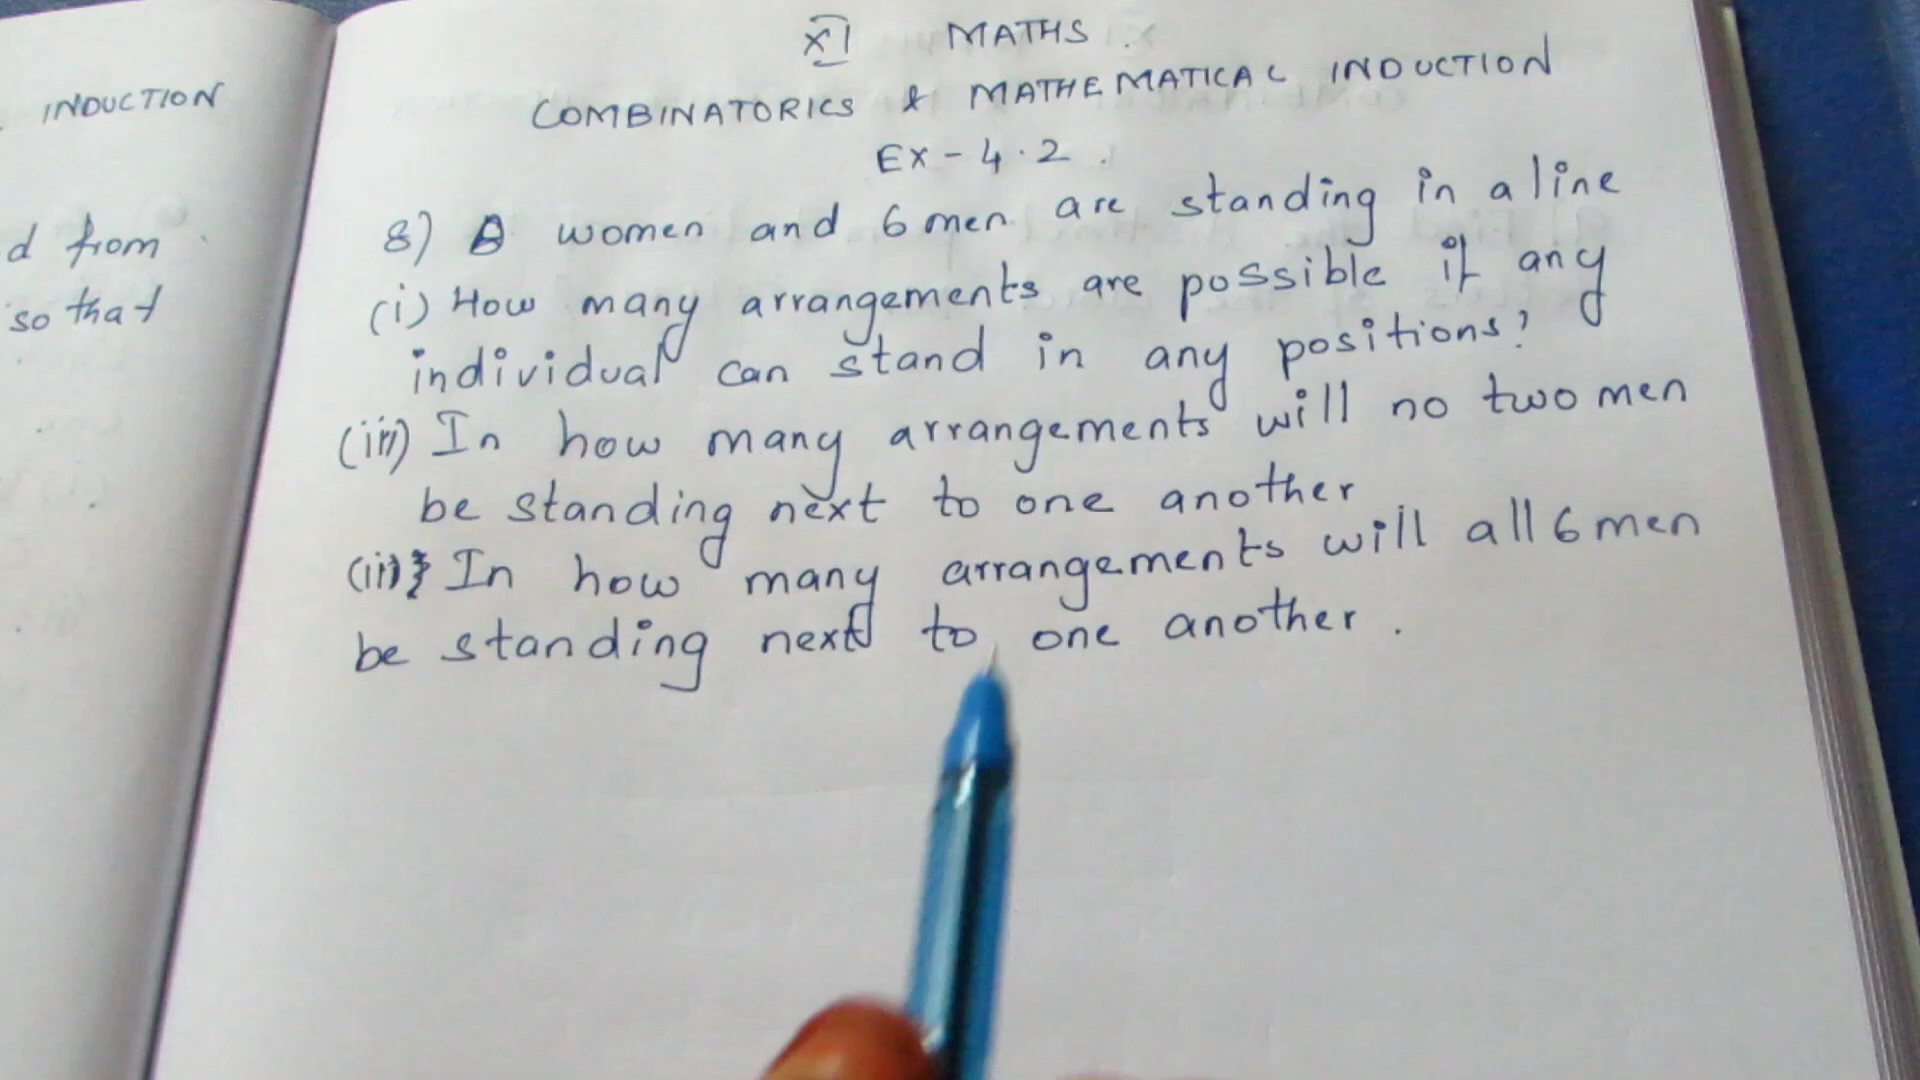 INDUCTION
d from
so that
XI MATHS.
COMBINATORICS & MATHEMATICAL INDUCTION
Ex - 4.2.
8) 8 women and 6 men are standing in a line
(i) How many arrangements are possible if any
individual can stand in any positions?
(iii) In how many arrangements will no two men
be standing next to one another
(ii) In how many arrangements will all 6 men
be standing next to one another.